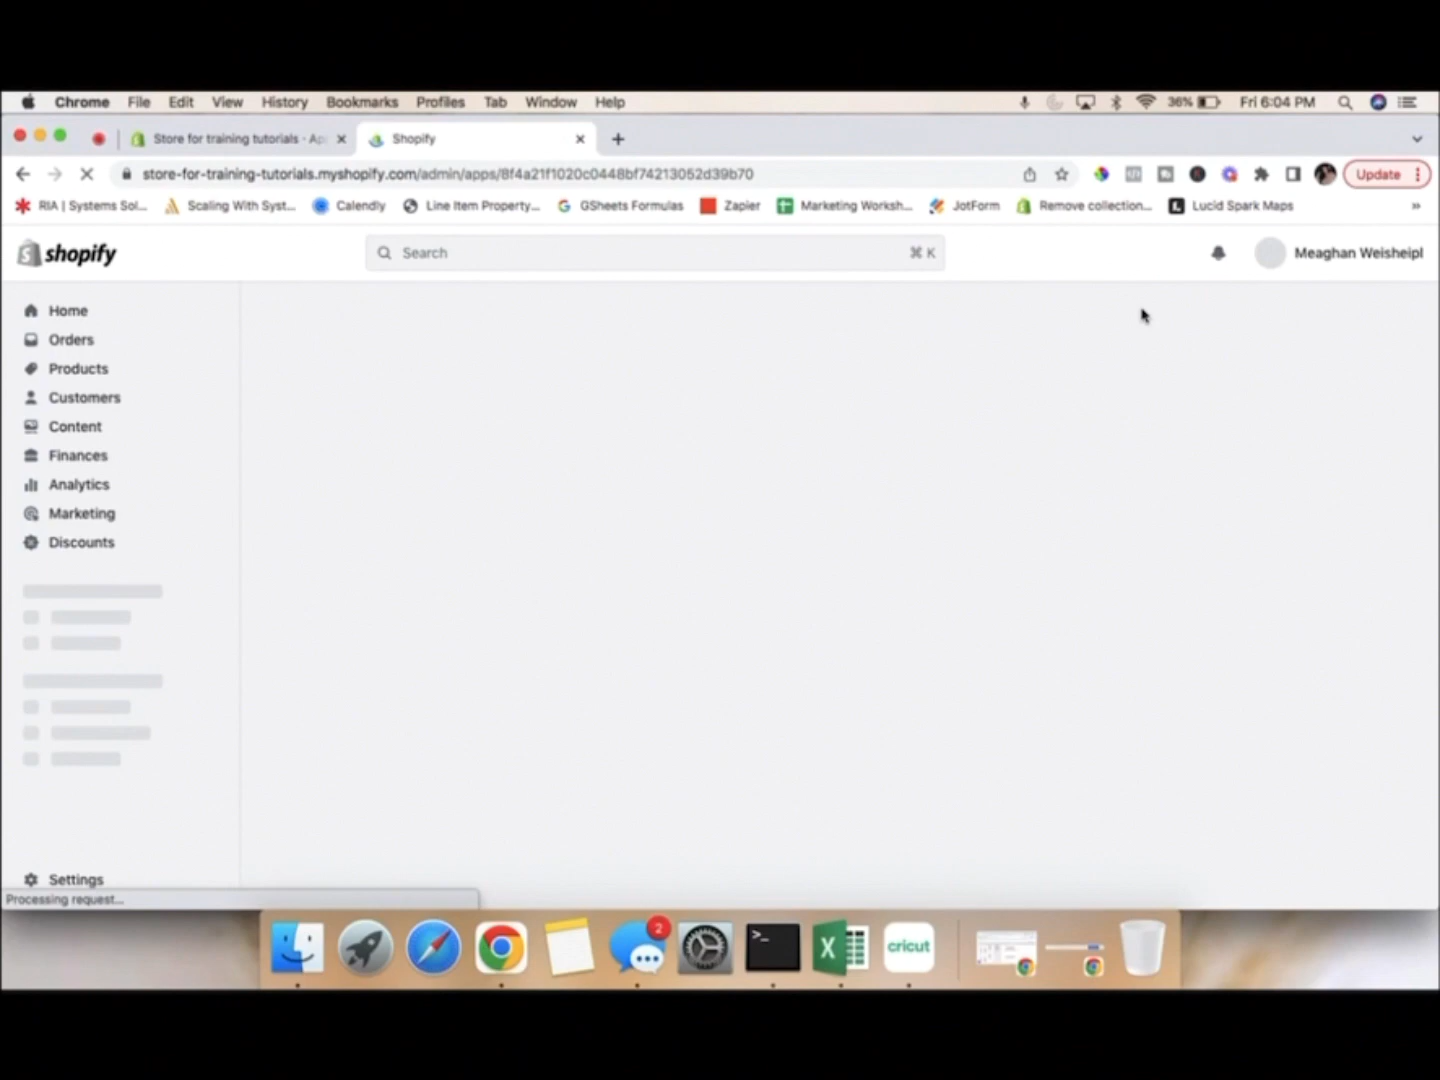 Chrome File Edit View History Bookmarks Profiles Tab Window Help 36% Fri 6:04 PM
Store for training tutorials · Ap Shopify
store-for-training-tutorials.myshopify.com/admin/apps/8f4a21f1020c0448bf74213052d39b70 Update
RIA | Systems Sol... Scaling With Syst... Calendly Line Item Property... GSheets Formulas Zapier Marketing Worksh... JotForm Remove collection... Lucid Spark Maps »
shopify Search ⌘ K Meaghan Weisheipl
Home
Orders
Products
Customers
Content
Finances
Analytics
Marketing
Discounts
Settings
Processing request...
2
>_ X cricut